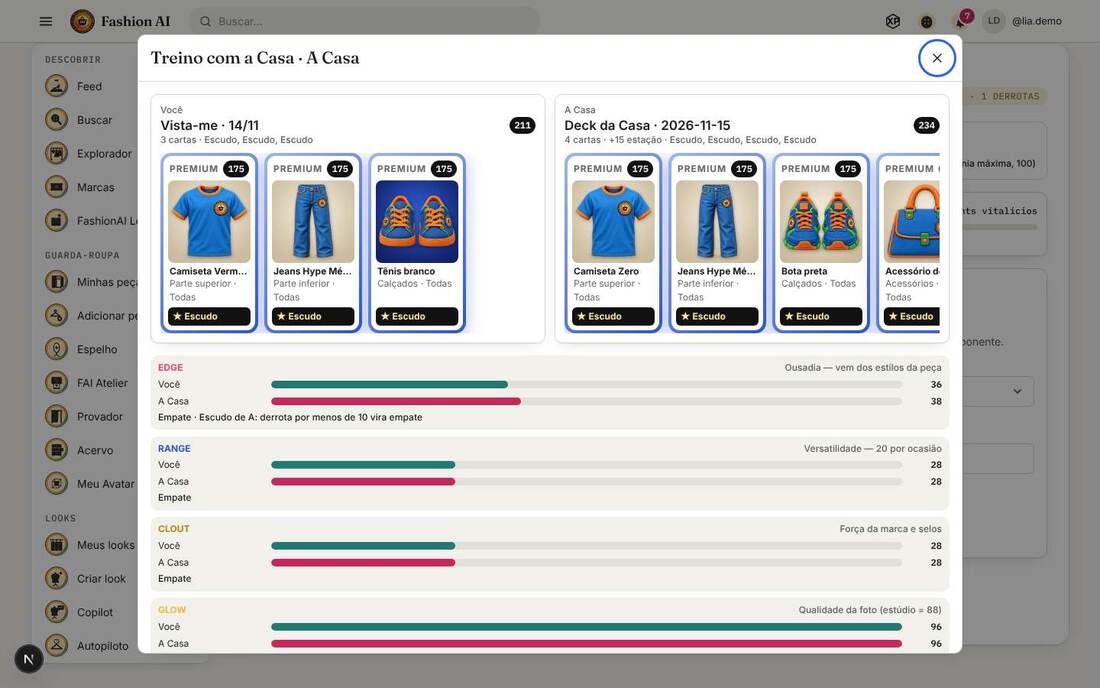 Fashion AI
Buscar...
XP
7
LD
@lia.demo
DESCOBRIR
Feed
Buscar
Explorador
Marcas
FashionAI
GUARDA-ROUPA
Minhas
Adicionar
Espelho
FAI Atelier
Provador
Acervo
Meu Avatar
LOOKS
Meus looks
Criar look
Copilot
Autopiloto
N
· 1 DERROTAS
máxima, 100)
vitalícios
Treino com a Casa · A Casa
Você
Vista-me · 14/11
211
3 cartas · Escudo, Escudo, Escudo
PREMIUM 175
Camiseta Verm...
Parte superior · Todas
★ Escudo
PREMIUM 175
Jeans Hype Mé...
Parte inferior · Todas
★ Escudo
PREMIUM 175
Tênis branco
Calçados · Todas
★ Escudo
A Casa
Deck da Casa · 2026-11-15
234
4 cartas · +15 estação · Escudo, Escudo, Escudo, Escudo
PREMIUM 175
Camiseta Zero
Parte superior · Todas
★ Escudo
PREMIUM 175
Jeans Hype Mé...
Parte inferior · Todas
★ Escudo
PREMIUM 175
Bota preta
Calçados · Todas
★ Escudo
PREMIUM
Acessório
Acessórios ·
Todas
★ Escudo
EDGE
Ousadia — vem dos estilos da peça
Você 36
A Casa 38
Empate · Escudo de A: derrota por menos de 10 vira empate
RANGE
Versatilidade — 20 por ocasião
Você 28
A Casa 28
Empate
CLOUT
Força da marca e selos
Você 28
A Casa 28
Empate
GLOW
Qualidade da foto (estúdio = 88)
Você 96
A Casa 96